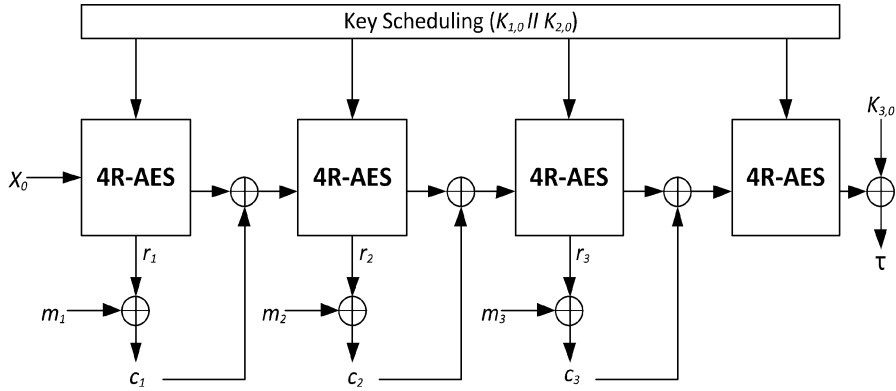 Key Scheduling (K1,0 // K2,0)
K3,0
X0
4R-AES
4R-AES
4R-AES
4R-AES
τ
r1
r2
r3
m1
m2
m3
c1
c2
c3